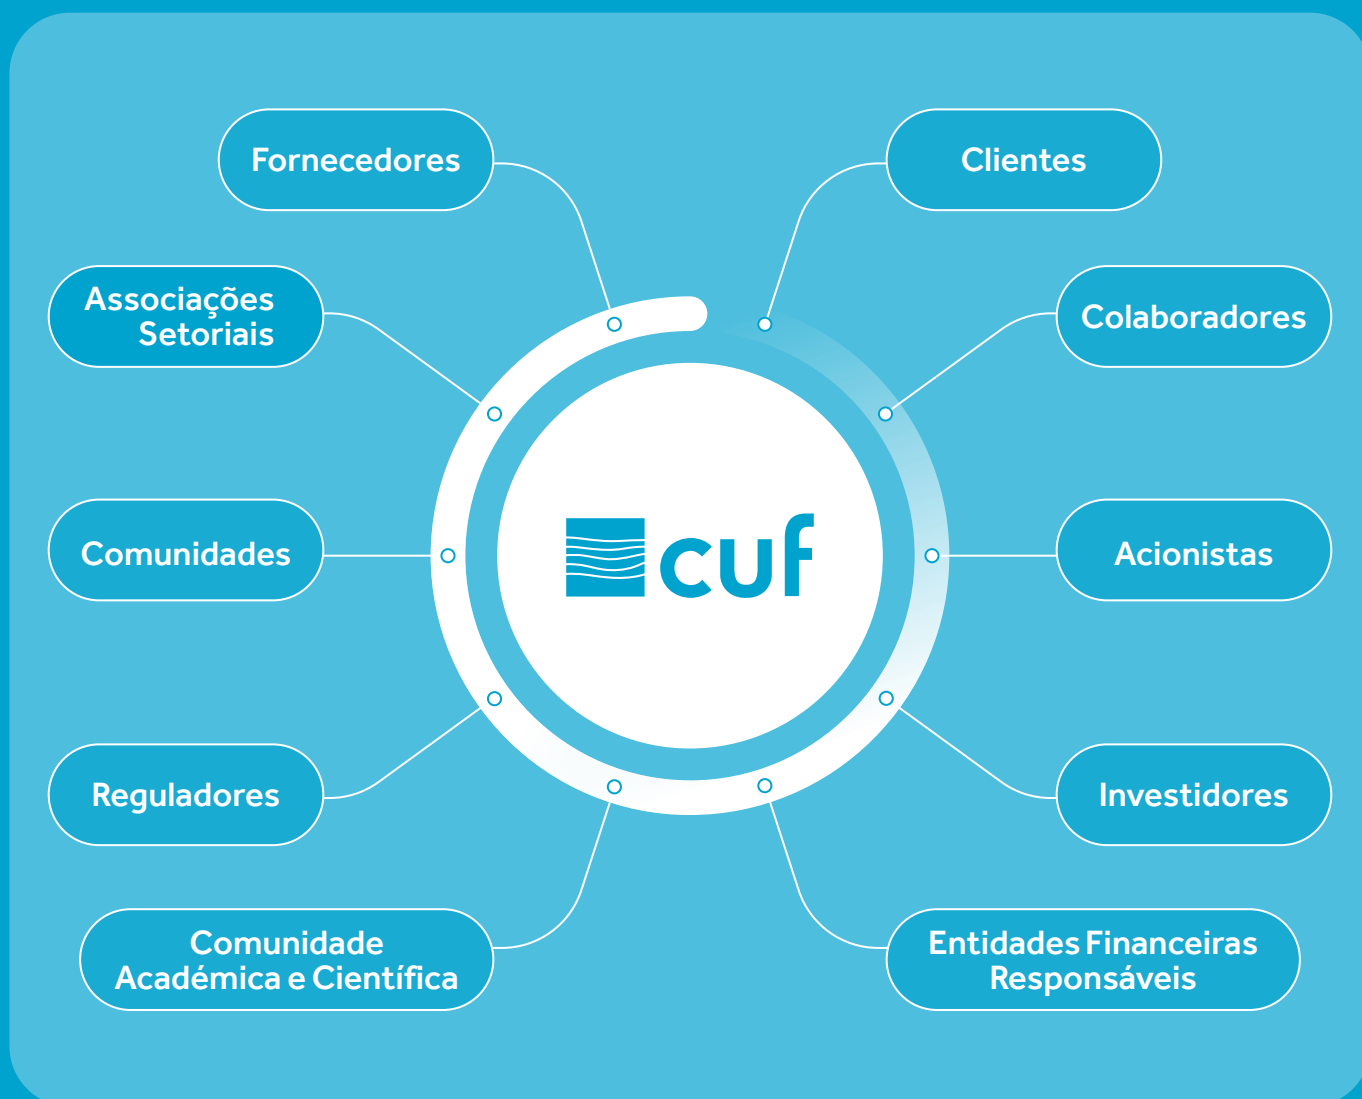 Fornecedores
Clientes
Associações
Setoriais
Colaboradores
Comunidades
cuf
Acionistas
Reguladores
Investidores
Comunidade
Académica e Científica
Entidades Financeiras
Responsáveis